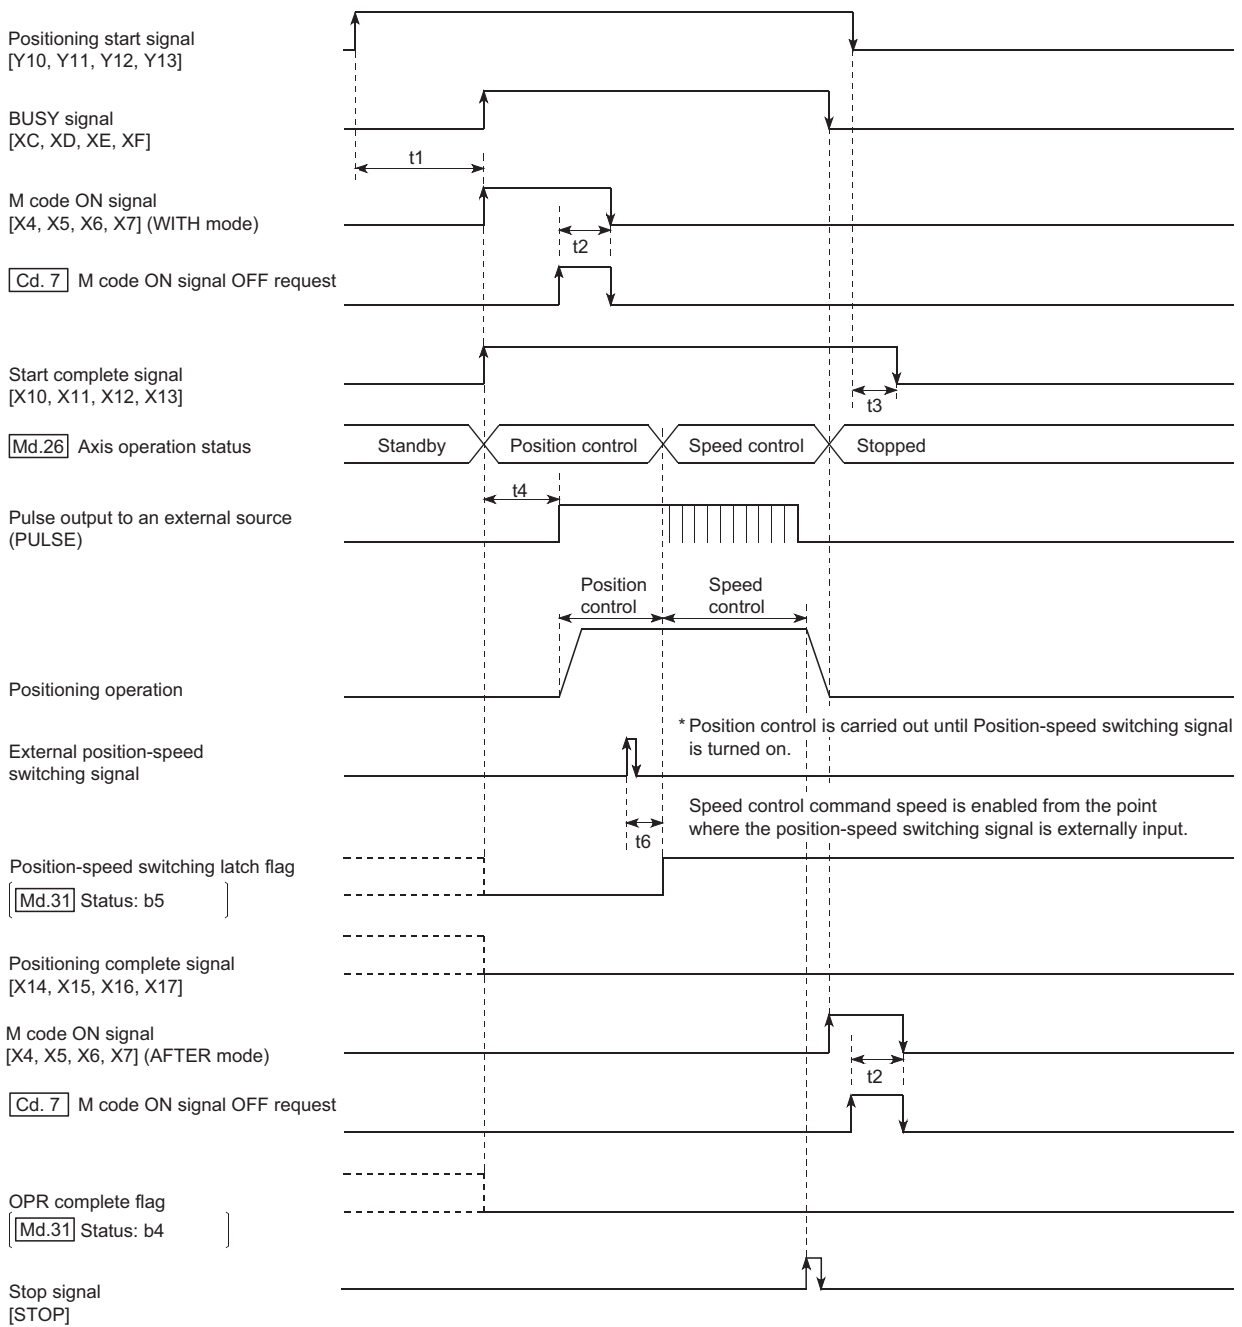 Positioning start signal
[Y10, Y11, Y12, Y13]
BUSY signal
[XC, XD, XE, XF]
t1
M code ON signal
[X4, X5, X6, X7] (WITH mode)
t2
Cd. 7 M code ON signal OFF request
Start complete signal
[X10, X11, X12, X13]
t3
Md.26 Axis operation status
Standby
Position control
Speed control
Stopped
t4
Pulse output to an external source
(PULSE)
Position
control
Speed
control
Positioning operation
* Position control is carried out until Position-speed switching signal
is turned on.
External position-speed
switching signal
Speed control command speed is enabled from the point
where the position-speed switching signal is externally input.
t6
Position-speed switching latch flag
Md.31 Status: b5
Positioning complete signal
[X14, X15, X16, X17]
M code ON signal
[X4, X5, X6, X7] (AFTER mode)
t2
Cd. 7 M code ON signal OFF request
OPR complete flag
Md.31 Status: b4
Stop signal
[STOP]